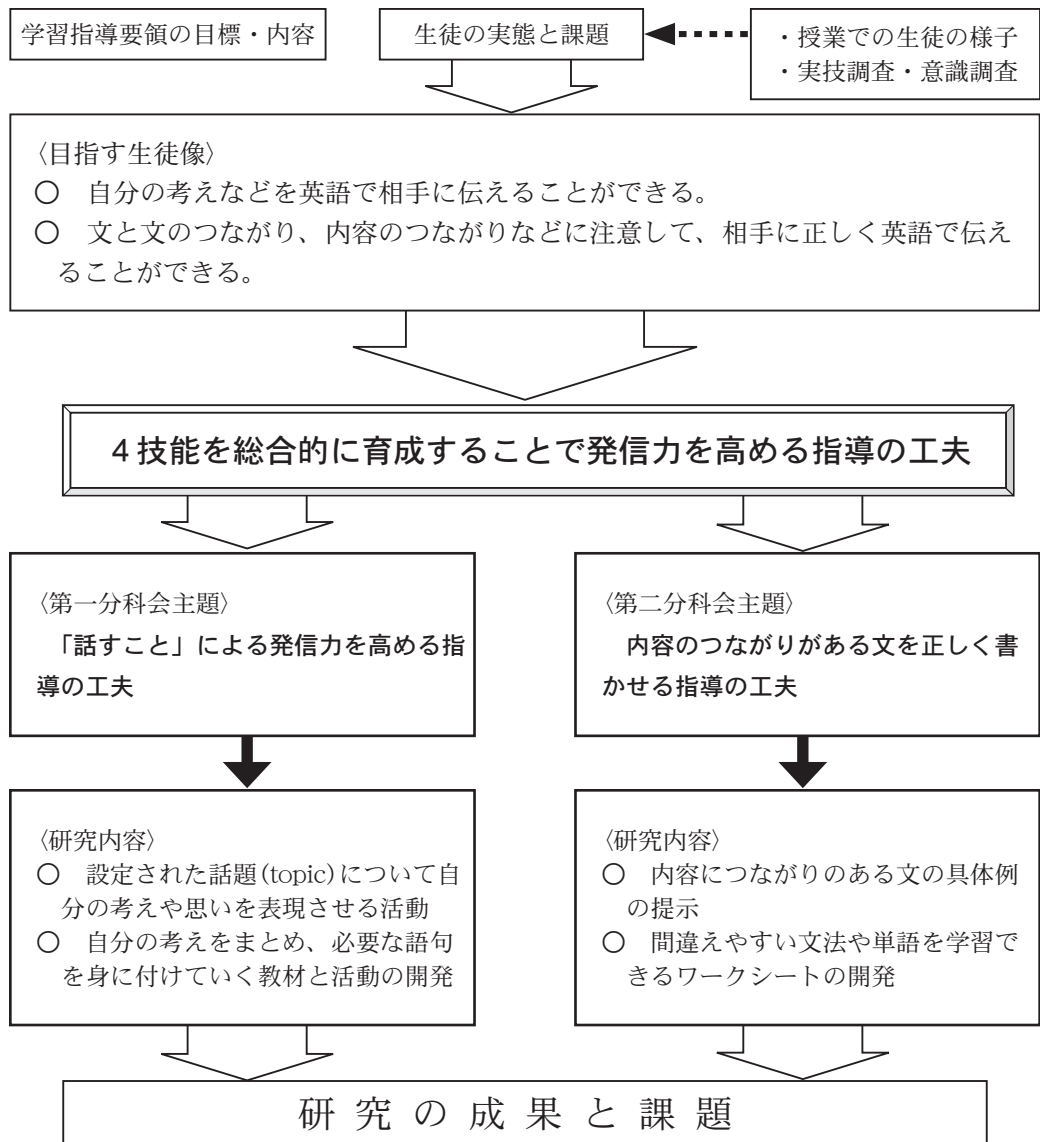 学習指導要領の目標・内容
生徒の実態と課題
・授業での生徒の様子
・実技調査・意識調査
〈目指す生徒像〉
○　自分の考えなどを英語で相手に伝えることができる。
○　文と文のつながり、内容のつながりなどに注意して、相手に正しく英語で伝え
ることができる。
４技能を総合的に育成することで発信力を高める指導の工夫
〈第一分科会主題〉
「話すこと」による発信力を高める指
導の工夫
〈研究内容〉
○　設定された話題(topic)について自
分の考えや思いを表現させる活動
○　自分の考えをまとめ、必要な語句
を身に付けていく教材と活動の開発
〈第二分科会主題〉
内容のつながりがある文を正しく書
かせる指導の工夫
〈研究内容〉
○　内容につながりのある文の具体例
の提示
○　間違えやすい文法や単語を学習で
きるワークシートの開発
研究の成果と課題